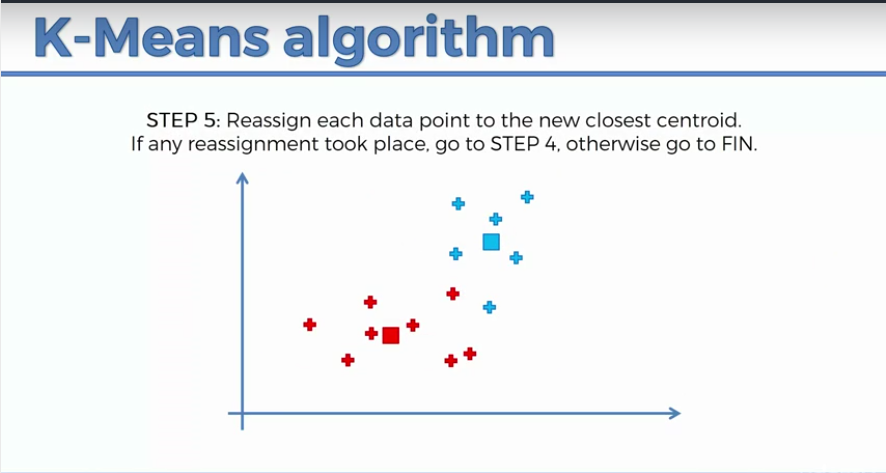 K-Means algorithm
STEP 5: Reassign each data point to the new closest centroid.
If any reassignment took place, go to STEP 4, otherwise go to FIN.